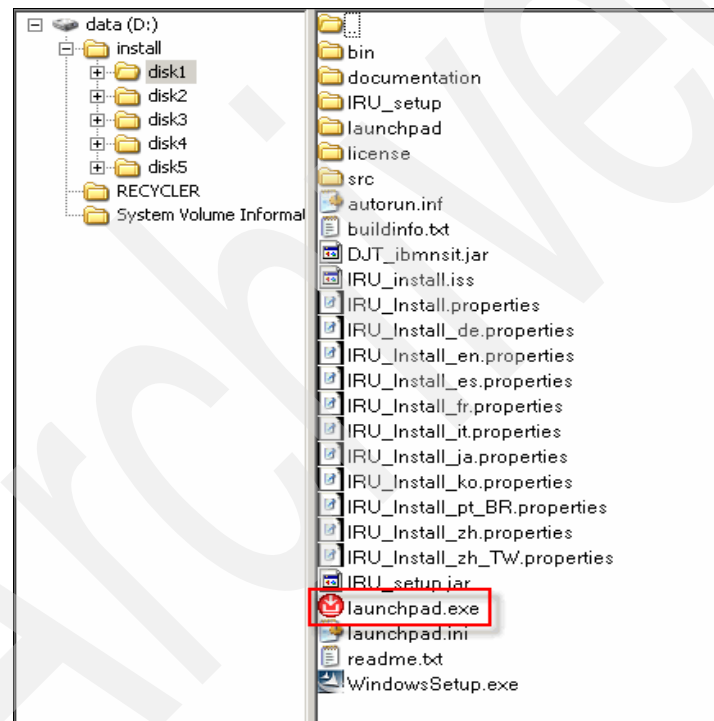 data (D:)
install
disk1
disk2
disk3
disk4
disk5
RECYCLER
System Volume Informat
..
bin
documentation
IRU_setup
launchpad
license
src
autorun.inf
buildinfo.txt
DJT_ibmnsit.jar
IRU_install.iss
IRU_Install.properties
IRU_Install_de.properties
IRU_Install_en.properties
IRU_Install_es.properties
IRU_Install_fr.properties
IRU_Install_it.properties
IRU_Install_ja.properties
IRU_Install_ko.properties
IRU_Install_pt_BR.properties
IRU_Install_zh.properties
IRU_Install_zh_TW.properties
IRU_setup.jar
launchpad.exe
launchpad.ini
readme.txt
WindowsSetup.exe